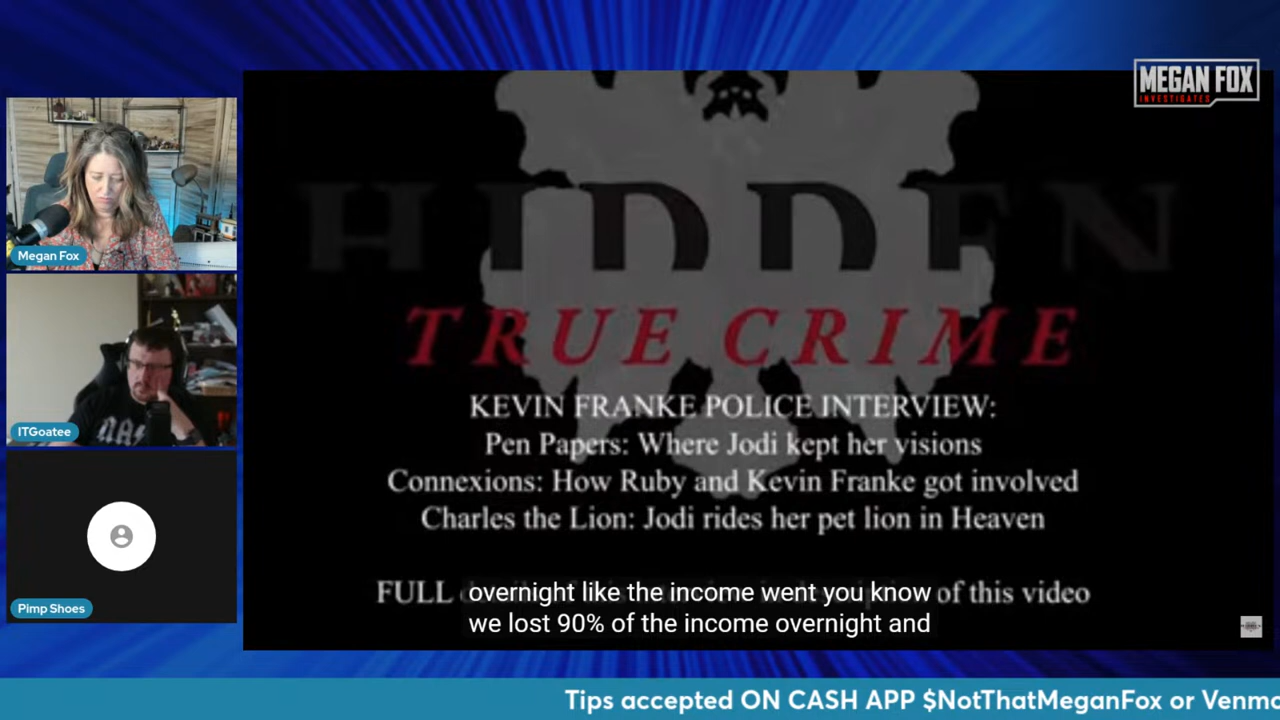 MEGAN FOX
INVESTIGATES
Megan Fox
ITGoatee
Pimp Shoes
HIDDEN
TRUE CRIME
KEVIN FRANKE POLICE INTERVIEW:
Pen Papers: Where Jodi kept her visions
Connexions: How Ruby and Kevin Franke got involved
Charles the Lion: Jodi rides her pet lion in Heaven
FULL of this video
overnight like the income went you know
we lost 90% of the income overnight and
Tips accepted ON CASH APP $NotThatMeganFox or Venmo